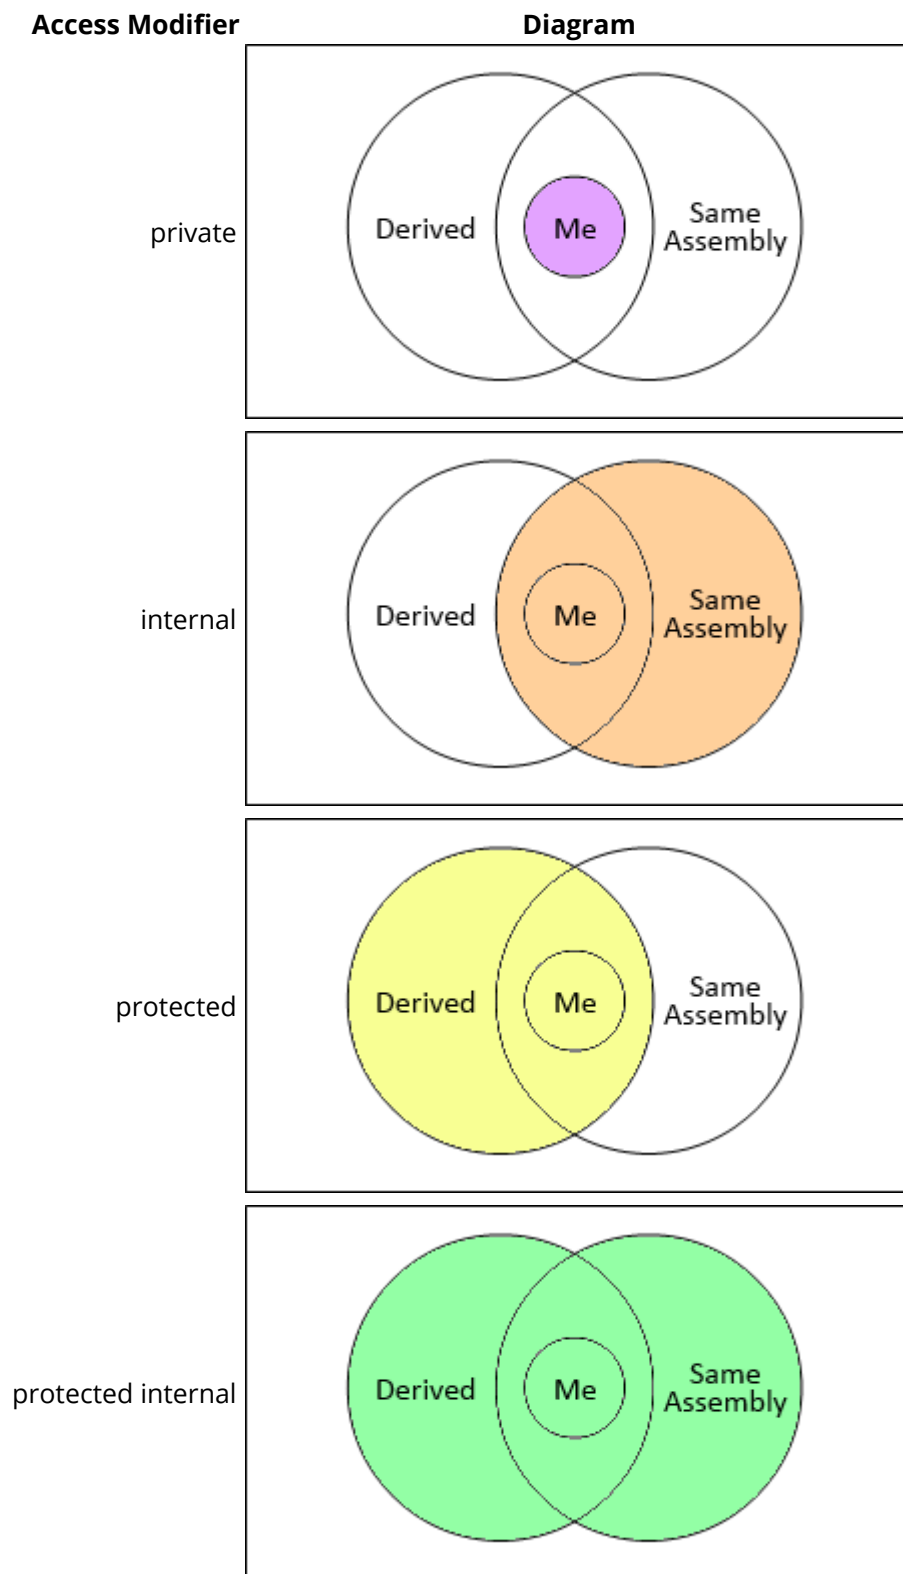 Access Modifier Diagram
private
Derived
Me
Same
Assembly
internal
Derived
Me
Same
Assembly
protected
Derived
Me
Same
Assembly
protected internal
Derived
Me
Same
Assembly